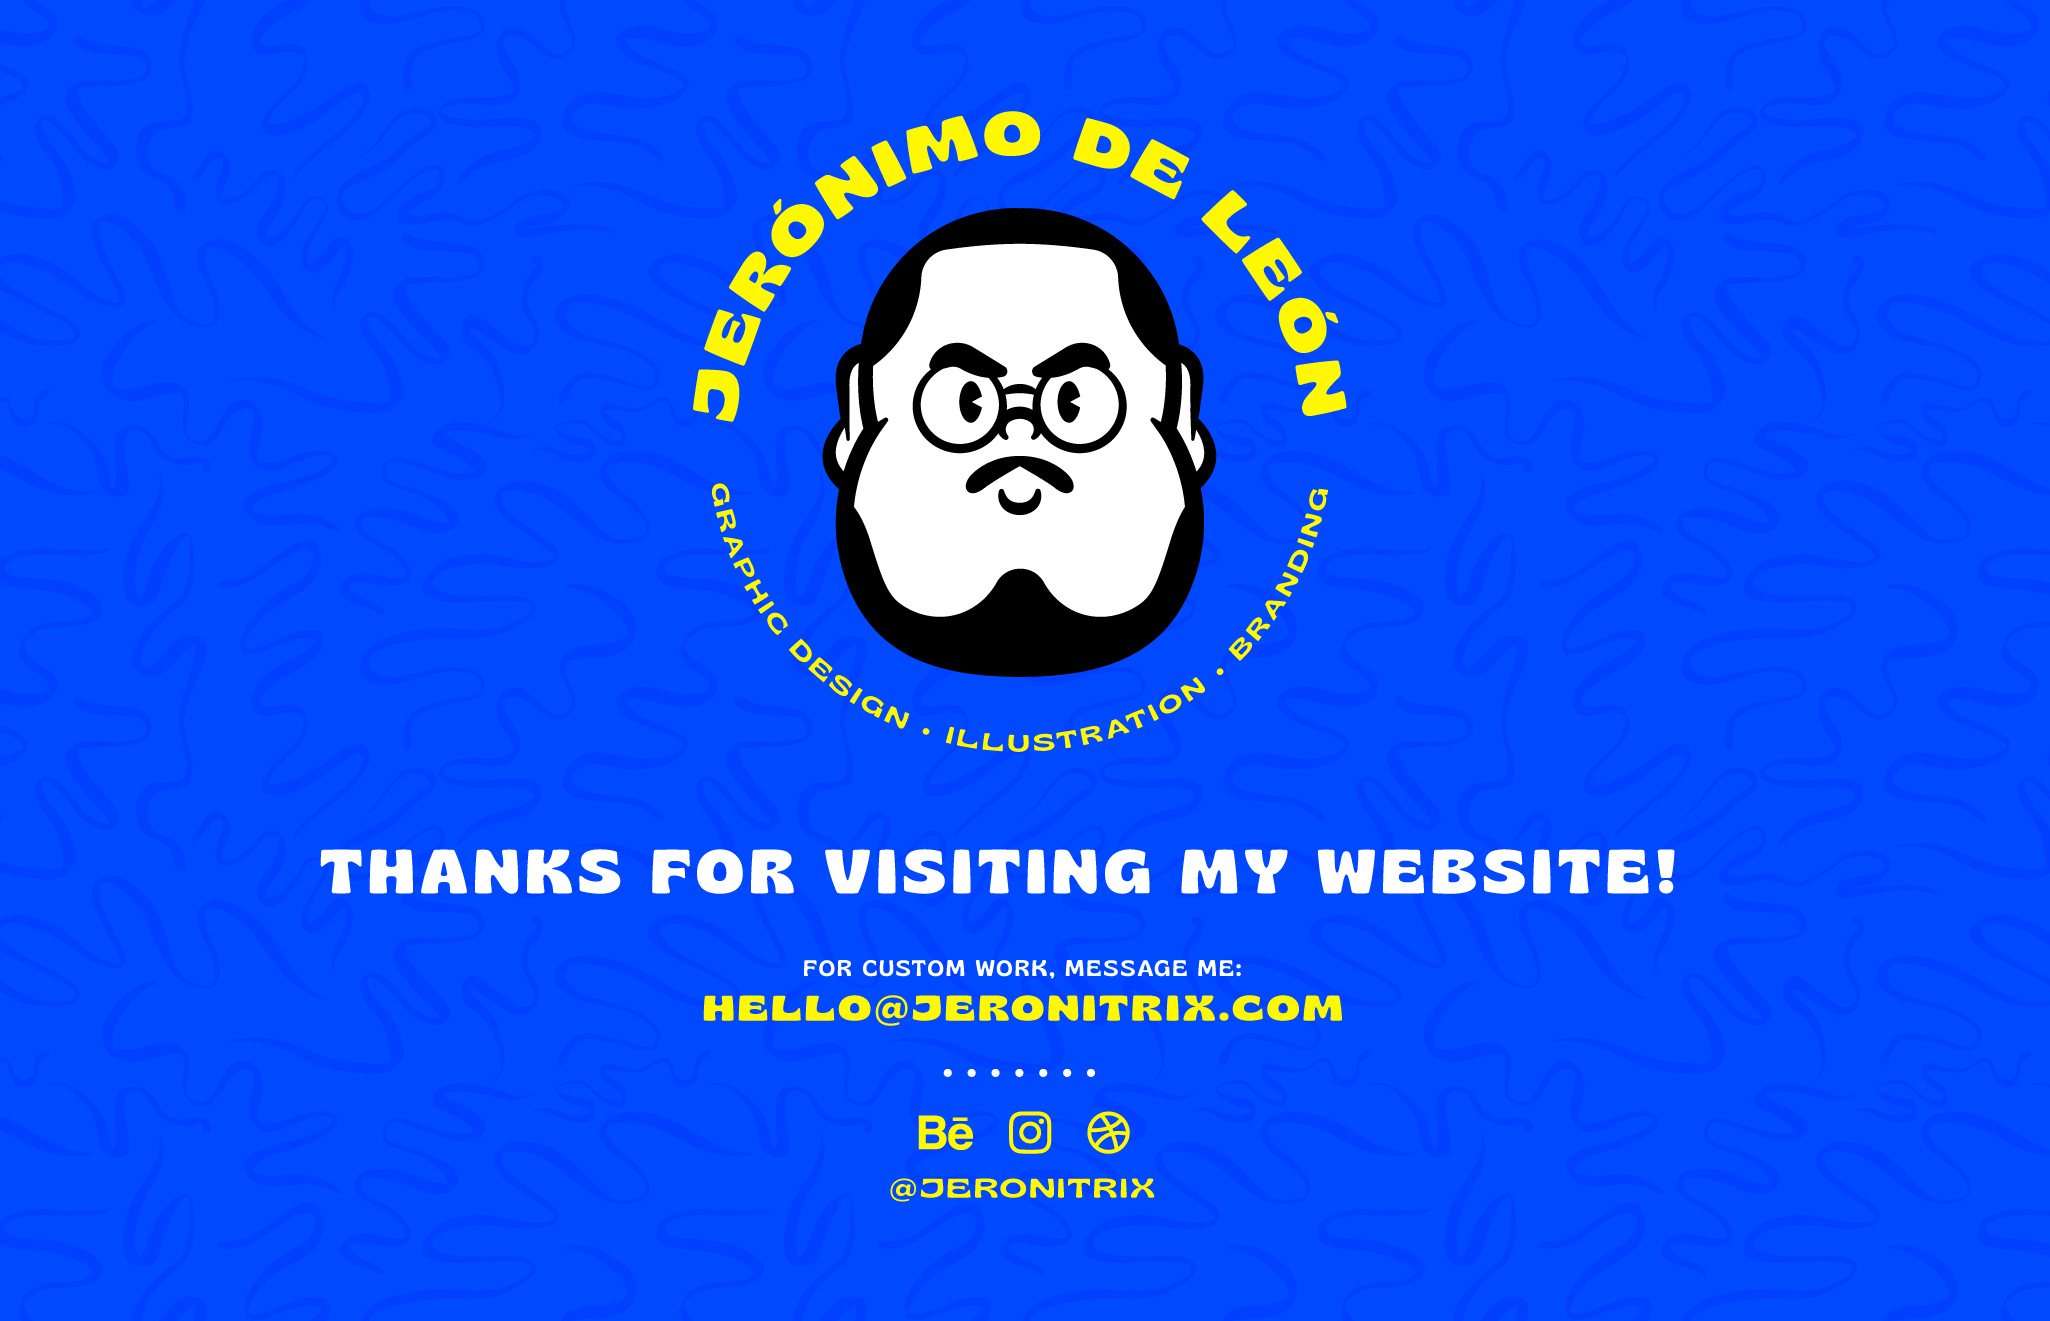 JERÓNIMO DE LEÓN
GRAPHIC DESIGN • ILLUSTRATION • BRANDING
THANKS FOR VISITING MY WEBSITE!
FOR CUSTOM WORK, MESSAGE ME:
HELLO@JERONITRIX.COM
Bē
@JERONITRIX